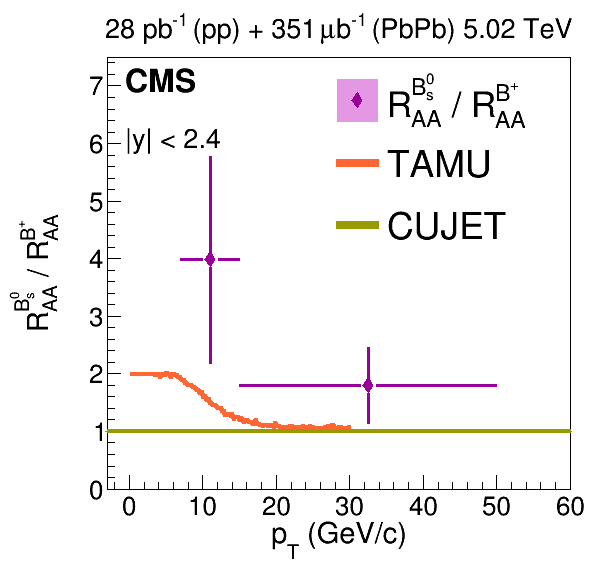 28 pb⁻¹ (pp) + 351 μb⁻¹ (PbPb) 5.02 TeV
CMS
|y| < 2.4
R_AA^{B_s^0} / R_AA^{B^+}
TAMU
CUJET
R_AA^{B_s^0} / R_AA^{B^+}
7
6
5
4
3
2
1
0
0 10 20 30 40 50 60
p_T (GeV/c)